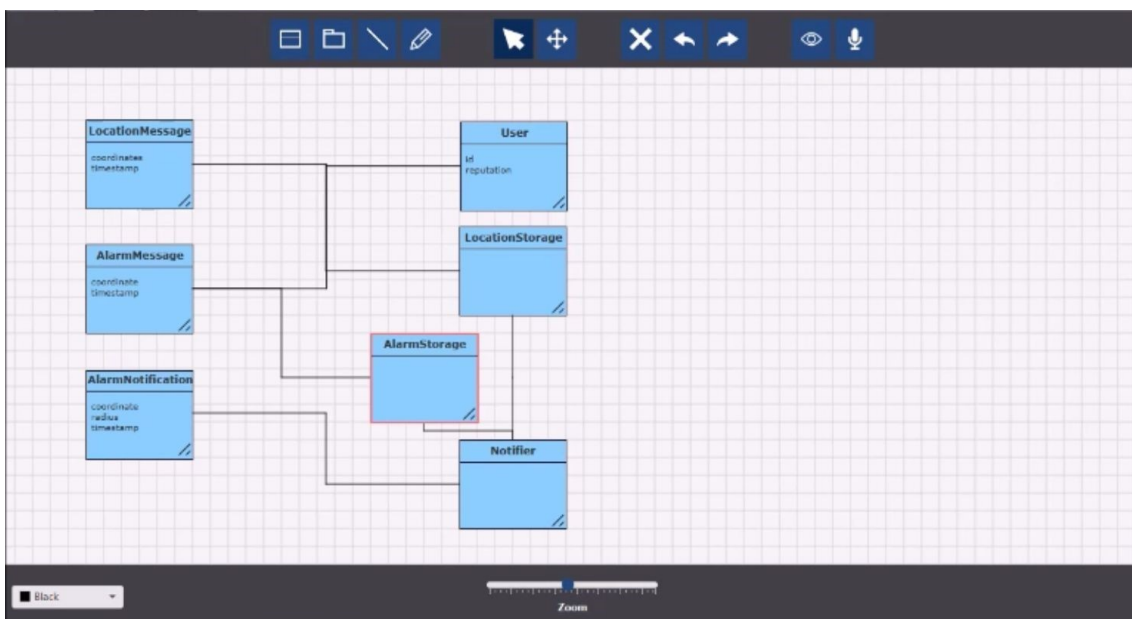 LocationMessage
coordinates
timestamp
User
id
reputation
LocationStorage
AlarmMessage
coordinate
timestamp
AlarmStorage
AlarmNotification
coordinate
radius
timestamp
Notifier
Black
Zoom